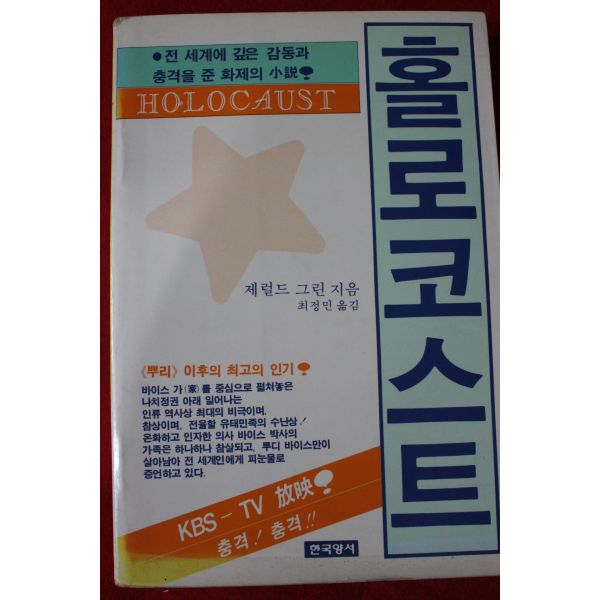 ●전 세계에 깊은 감동과
충격을 준 화제의 小說!
HOLOCAUST
홀로코스트
제럴드 그린 지음
최정민 옮김
《뿌리》 이후의 최고의 인기!
바이스 가(家)를 중심으로 펼쳐놓은
나치정권 아래 일어나는
인류 역사상 최대의 비극이며,
참상이며, 전율할 유태민족의 수난상!
온화하고 인자한 의사 바이스 박사의
가족은 하나하나 참살되고, 루디 바이스만이
살아남아 전 세계인에게 피눈물로
증언하고 있다.
KBS – TV 放映!
충격! 충격!!
한국양서